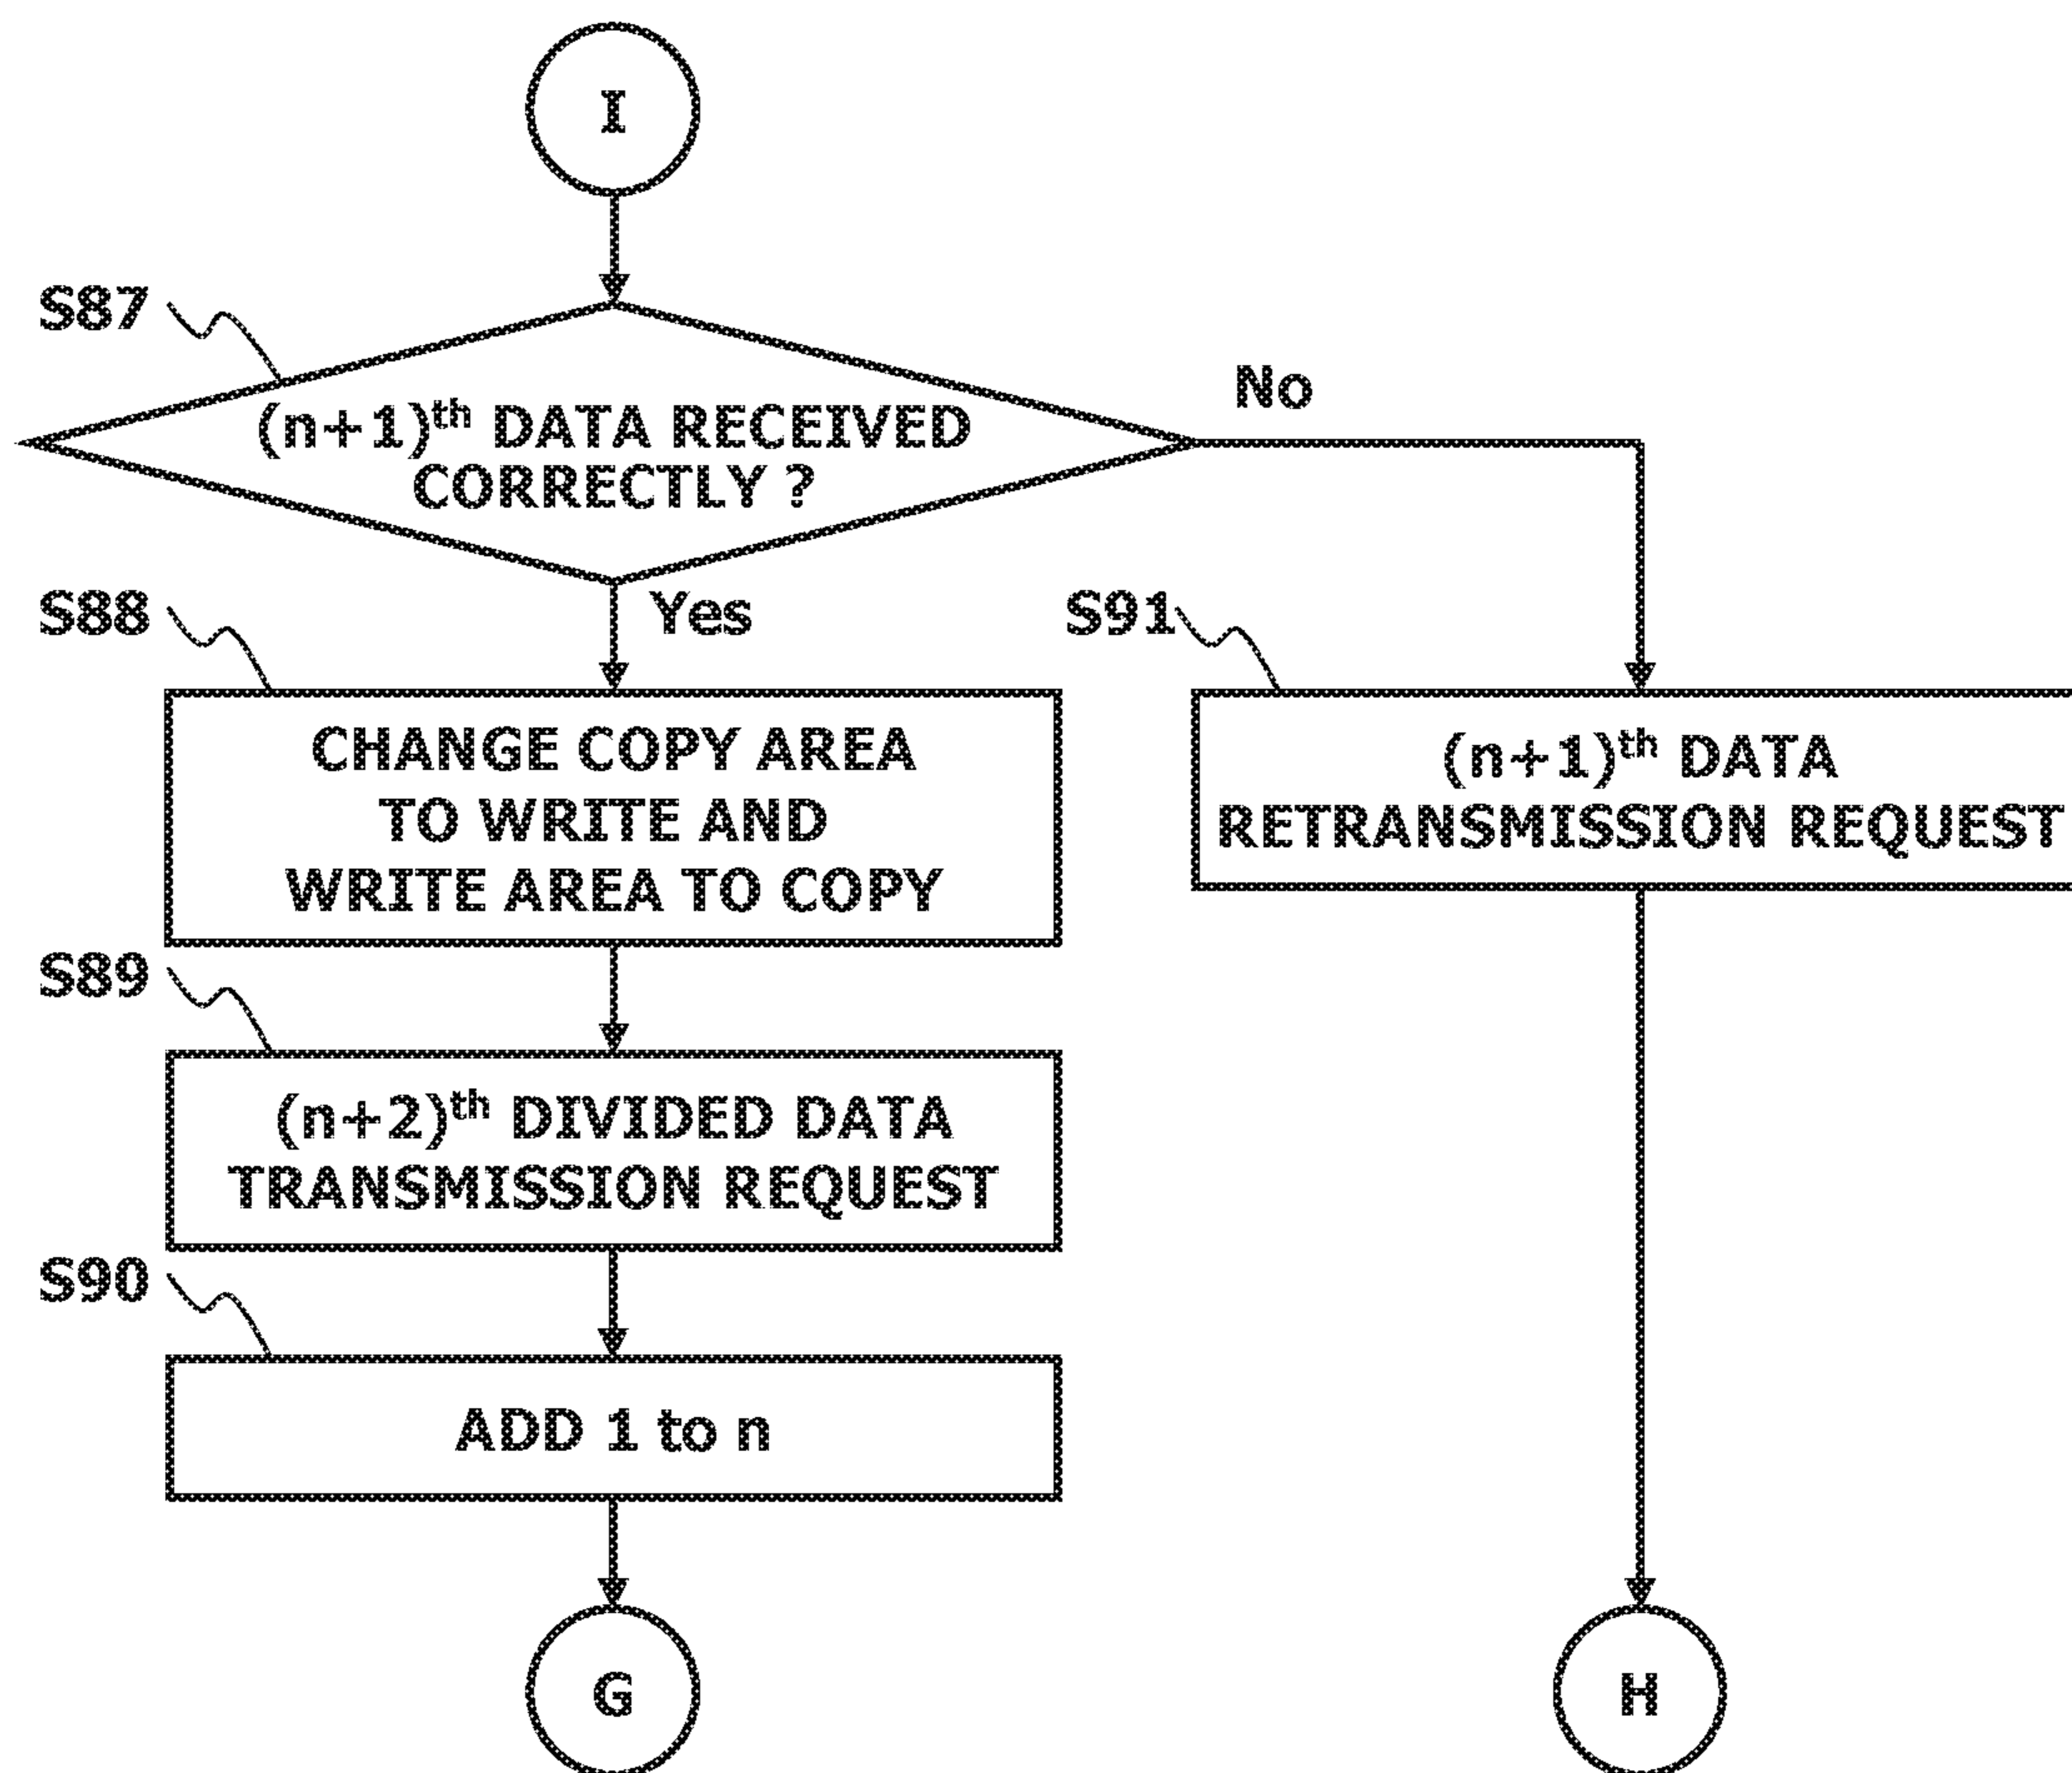 I
S87
(n+1)th DATA RECEIVED
CORRECTLY ?
No
Yes
S88
CHANGE COPY AREA
TO WRITE AND
WRITE AREA TO COPY
S91
(n+1)th DATA
RETRANSMISSION REQUEST
S89
(n+2)th DIVIDED DATA
TRANSMISSION REQUEST
S90
ADD 1 to n
G
H